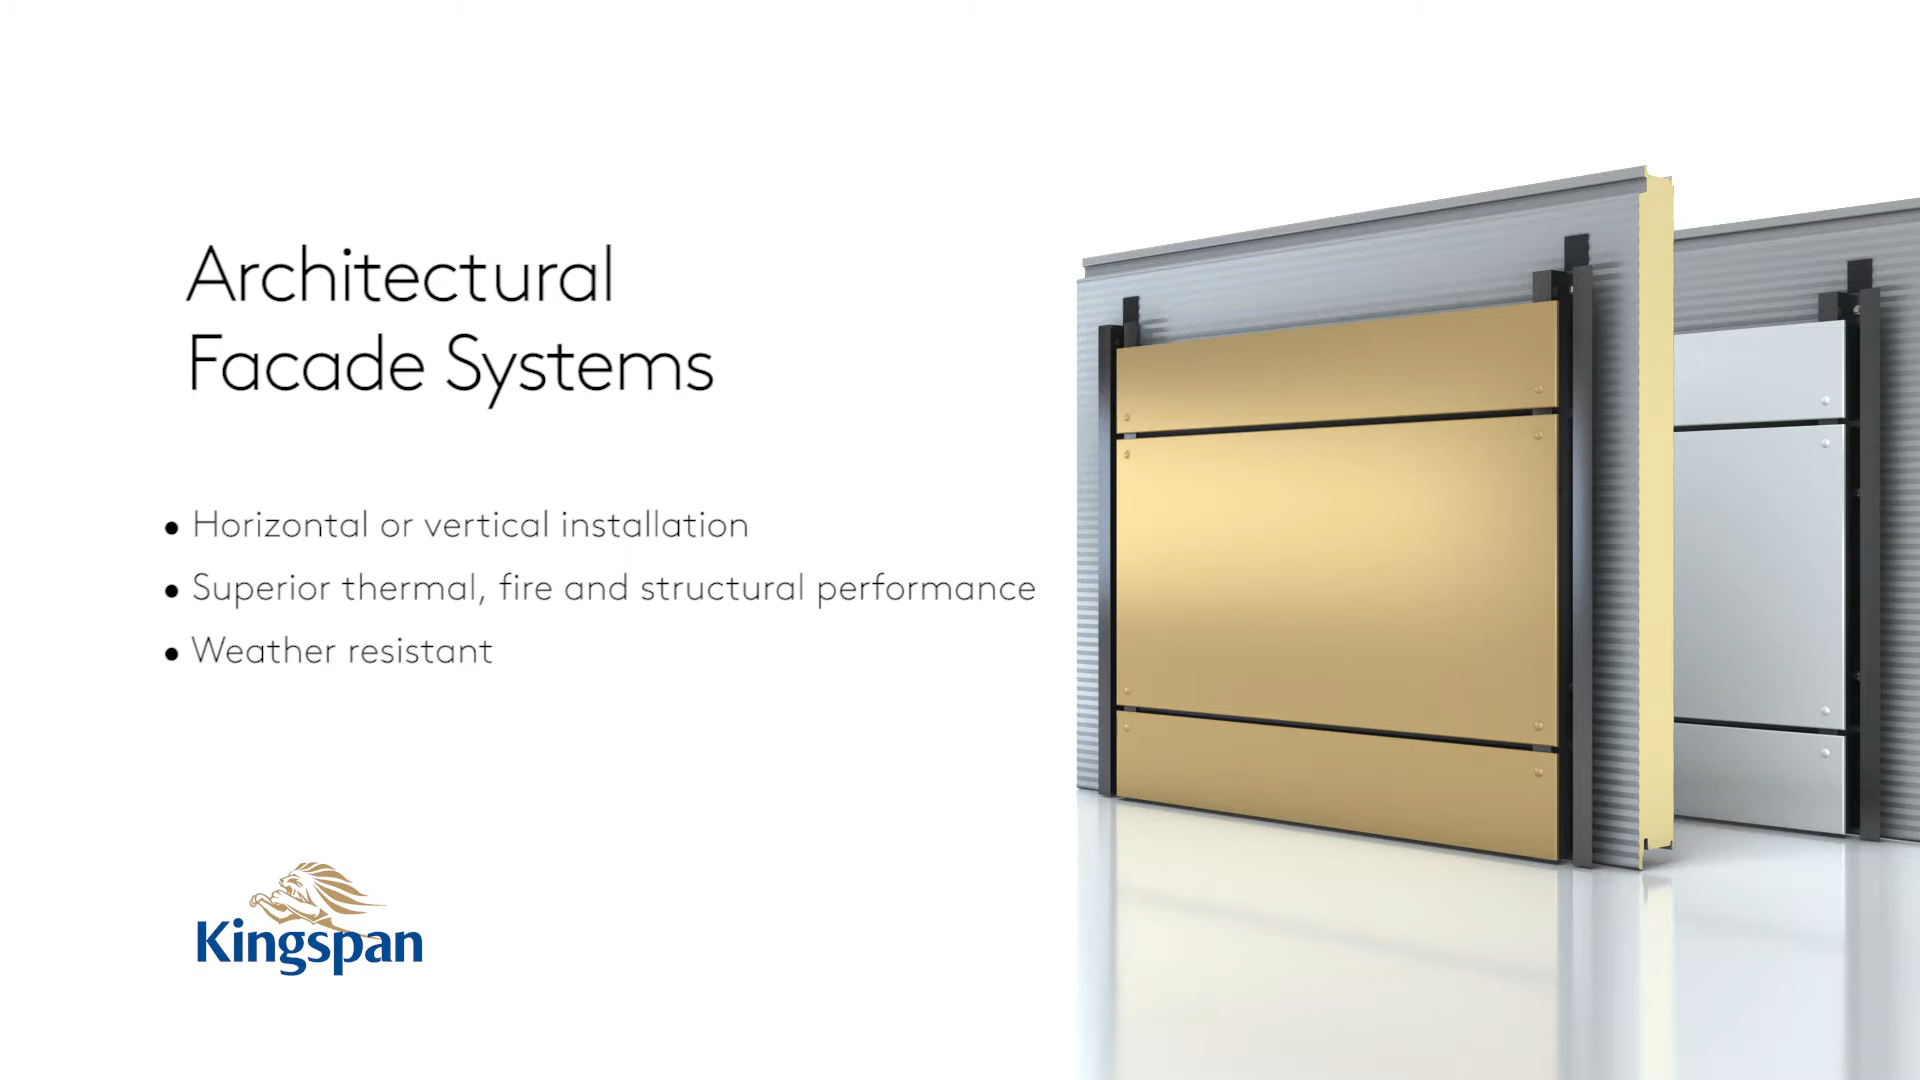 Architectural
Facade Systems
• Horizontal or vertical installation
• Superior thermal, fire and structural performance
• Weather resistant
Kingspan